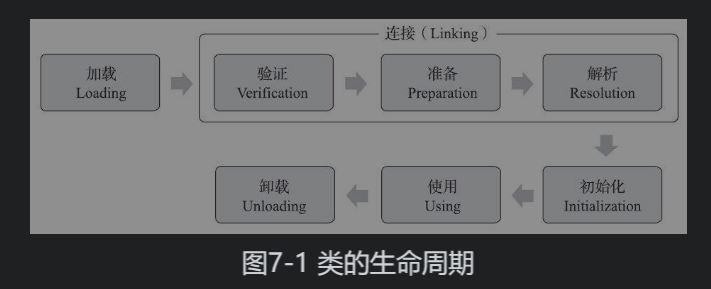 连接（Linking）
加载
Loading
验证
Verification
准备
Preparation
解析
Resolution
初始化
Initialization
使用
Using
卸载
Unloading
图7-1 类的生命周期